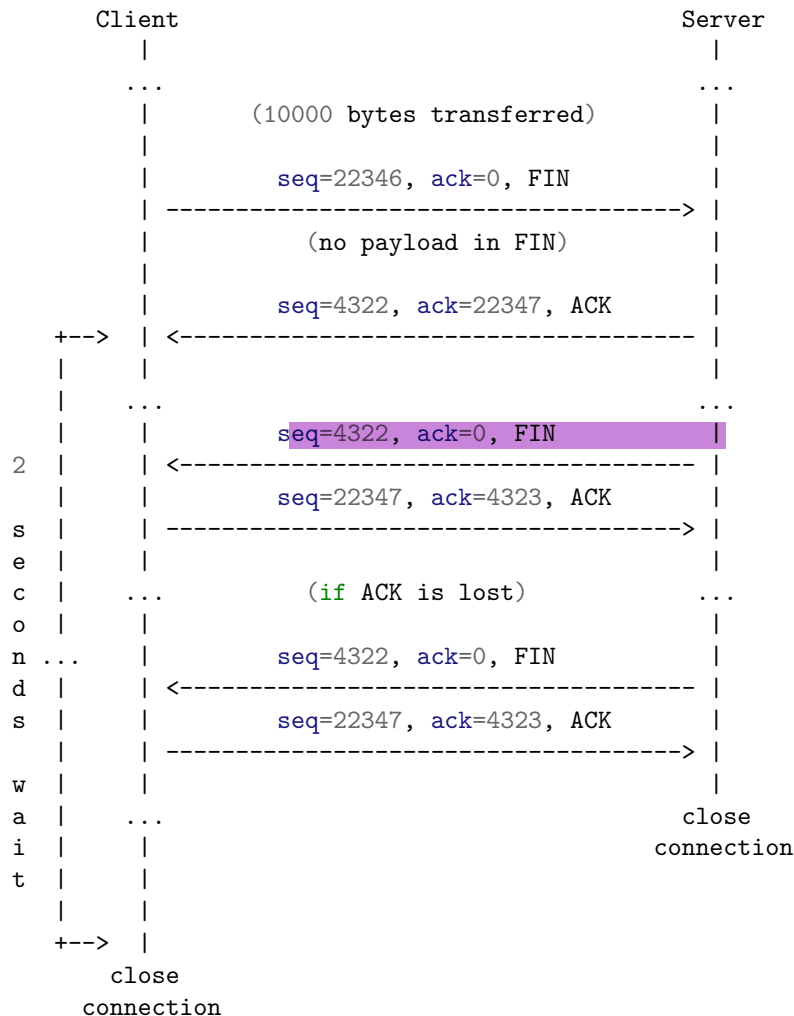 Client                                 Server
|                                       |
...                                     ...
|       (10000 bytes transferred)        |
|                                       |
|         seq=22346, ack=0, FIN          |
| ------------------------------------> |
|           (no payload in FIN)          |
|                                       |
|         seq=4322, ack=22347, ACK       |
+--> | <------------------------------------ |
|    |                                       |
|   ...                                     ...
|    |         seq=4322, ack=0, FIN           |
2  |    | <------------------------------------ |
|    |         seq=22347, ack=4323, ACK       |
s  |    | ------------------------------------> |
e  |    |                                       |
c  |   ...          (if ACK is lost)            ...
o  |    |                                       |
n ...   |         seq=4322, ack=0, FIN           |
d  |    | <------------------------------------ |
s  |    |         seq=22347, ack=4323, ACK       |
|    | ------------------------------------> |
w  |    |                                       |
a  |   ...                                    close
i  |    |                                   connection
t  |    |
|    |
+--> |
close
connection